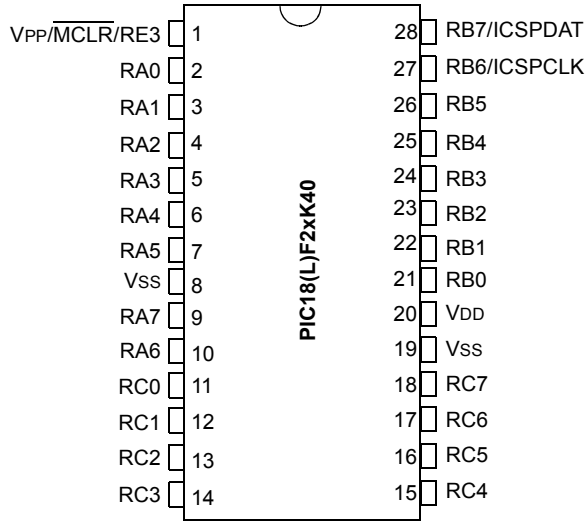 VPP/MCLR/RE3 1 28 RB7/ICSPDAT
RA0 2 27 RB6/ICSPCLK
RA1 3 26 RB5
RA2 4 25 RB4
RA3 5 24 RB3
RA4 6 23 RB2
RA5 7 22 RB1
VSS 8 21 RB0
RA7 9 20 VDD
RA6 10 19 VSS
RC0 11 18 RC7
RC1 12 17 RC6
RC2 13 16 RC5
RC3 14 15 RC4
PIC18(L)F2xK40